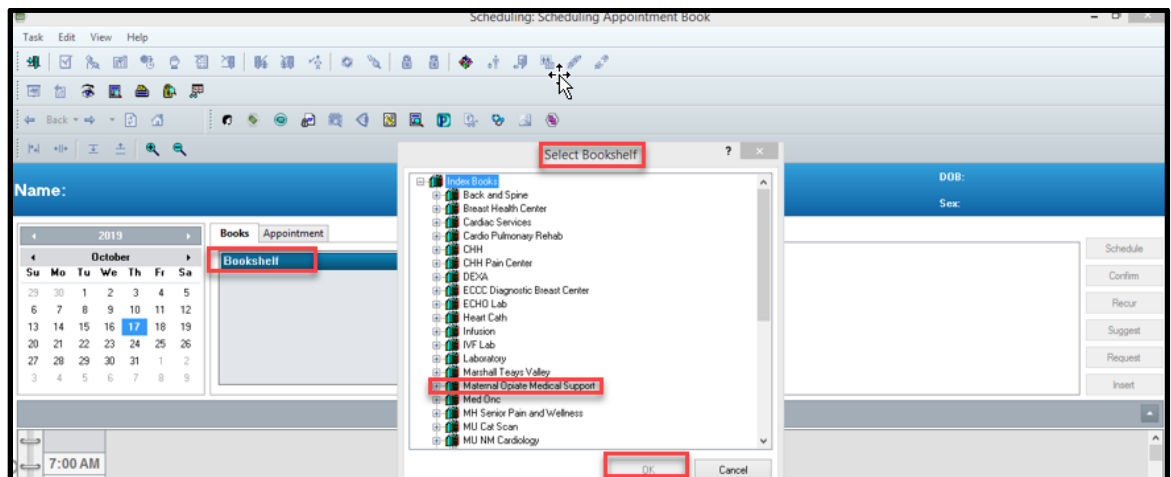 Scheduling: Scheduling Appointment Book
Task Edit View Help
Back
Select Bookshelf ?
Name:
DOB:
Sex:
Index Books
Back and Spine
Breast Health Center
Cardiac Services
Cardio Pulmonary Rehab
CHH
CHH Pain Center
DEXA
ECCC Diagnostic Breast Center
ECHO Lab
Heart Cath
Infusion
IVF Lab
Laboratory
Marshall Teays Valley
Maternal Opiate Medical Support
Med Onc
MH Senior Pain and Wellness
MU Cat Scan
MU NM Cardiology
OK Cancel
2019
October
Su Mo Tu We Th Fr Sa
29 30 1 2 3 4 5
6 7 8 9 10 11 12
13 14 15 16 17 18 19
20 21 22 23 24 25 26
27 28 29 30 31 1 2
3 4 5 6 7 8 9
Books Appointment
Bookshelf
Schedule
Confirm
Recur
Suggest
Request
Insert
7:00 AM